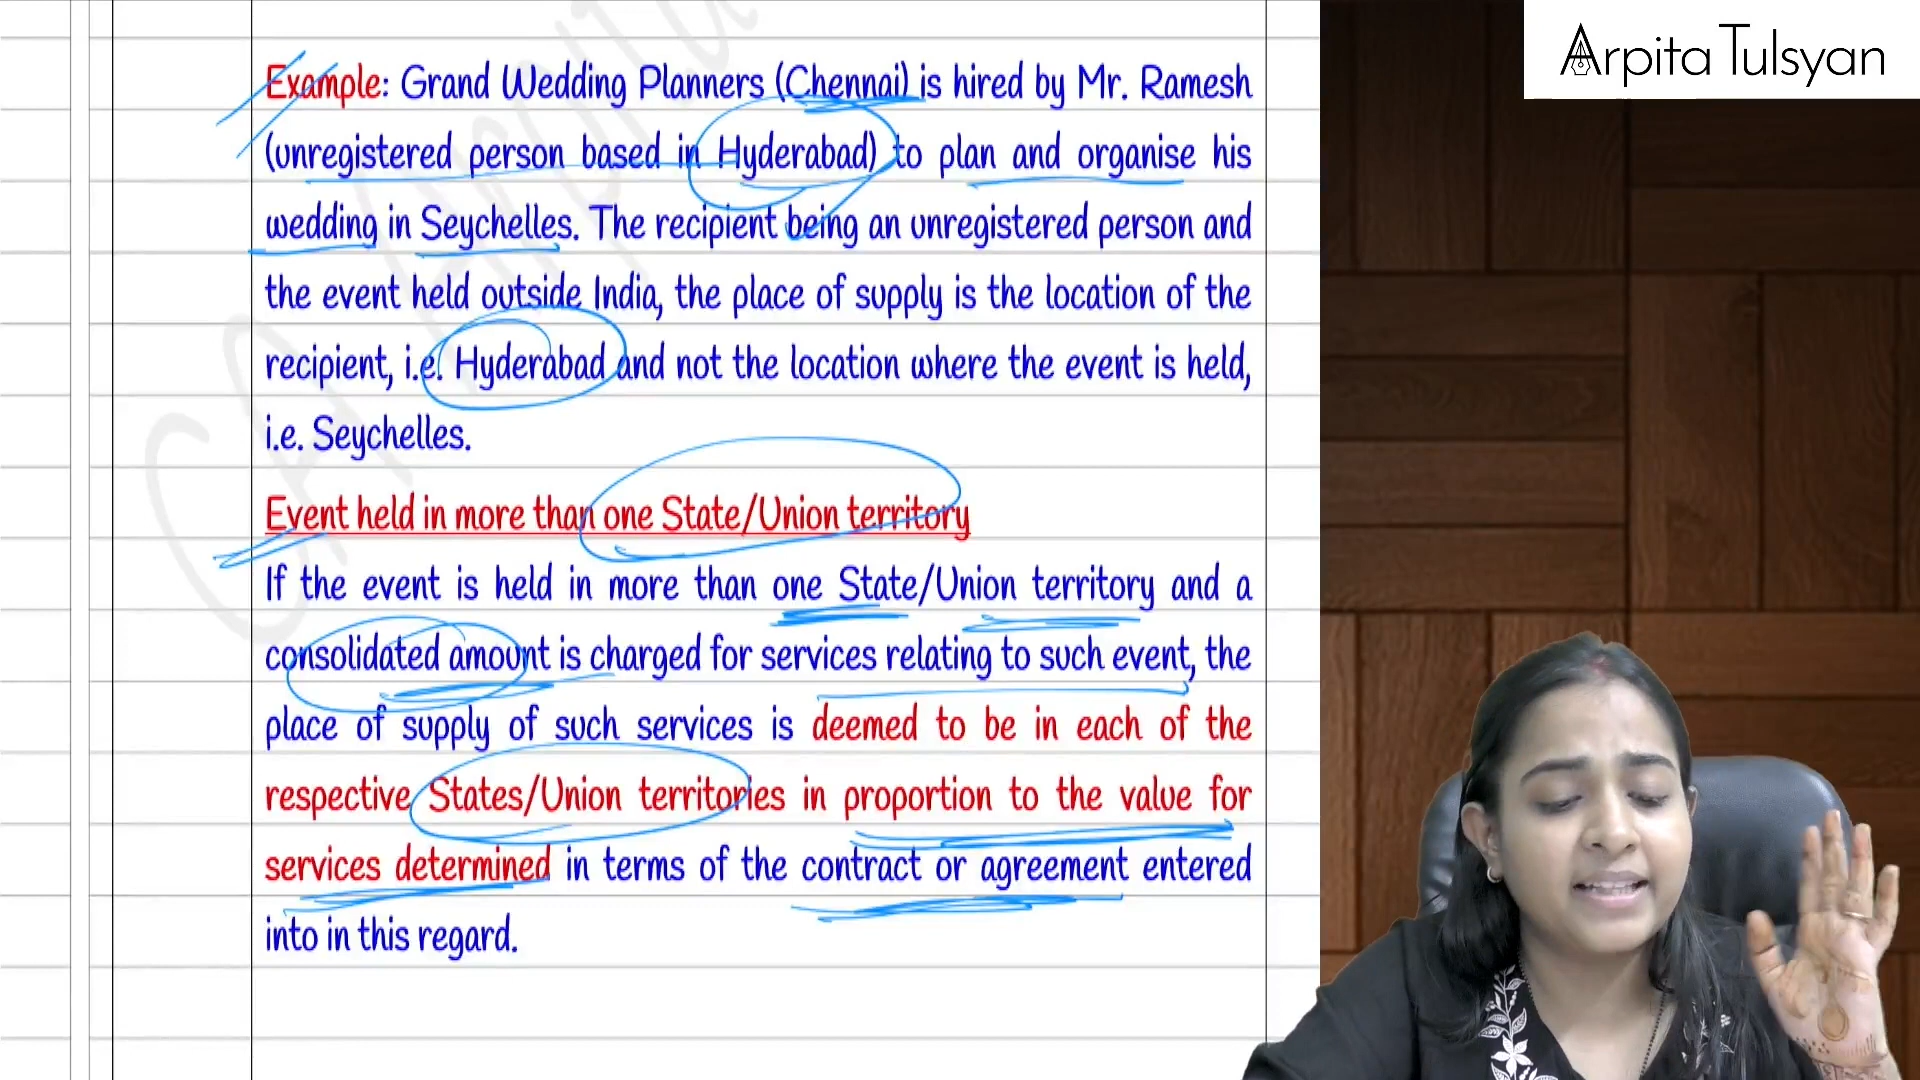 Arpita Tulsyan
Example: Grand Wedding Planners (Chennai) is hired by Mr. Ramesh
(unregistered person based in Hyderabad) to plan and organise his
wedding in Seychelles. The recipient being an unregistered person and
the event held outside India, the place of supply is the location of the
recipient, i.e. Hyderabad and not the location where the event is held,
i.e. Seychelles.
Event held in more than one State/Union territory
If the event is held in more than one State/Union territory and a
consolidated amount is charged for services relating to such event, the
place of supply of such services is deemed to be in each of the
respective States/Union territories in proportion to the value for
services determined in terms of the contract or agreement entered
into in this regard.